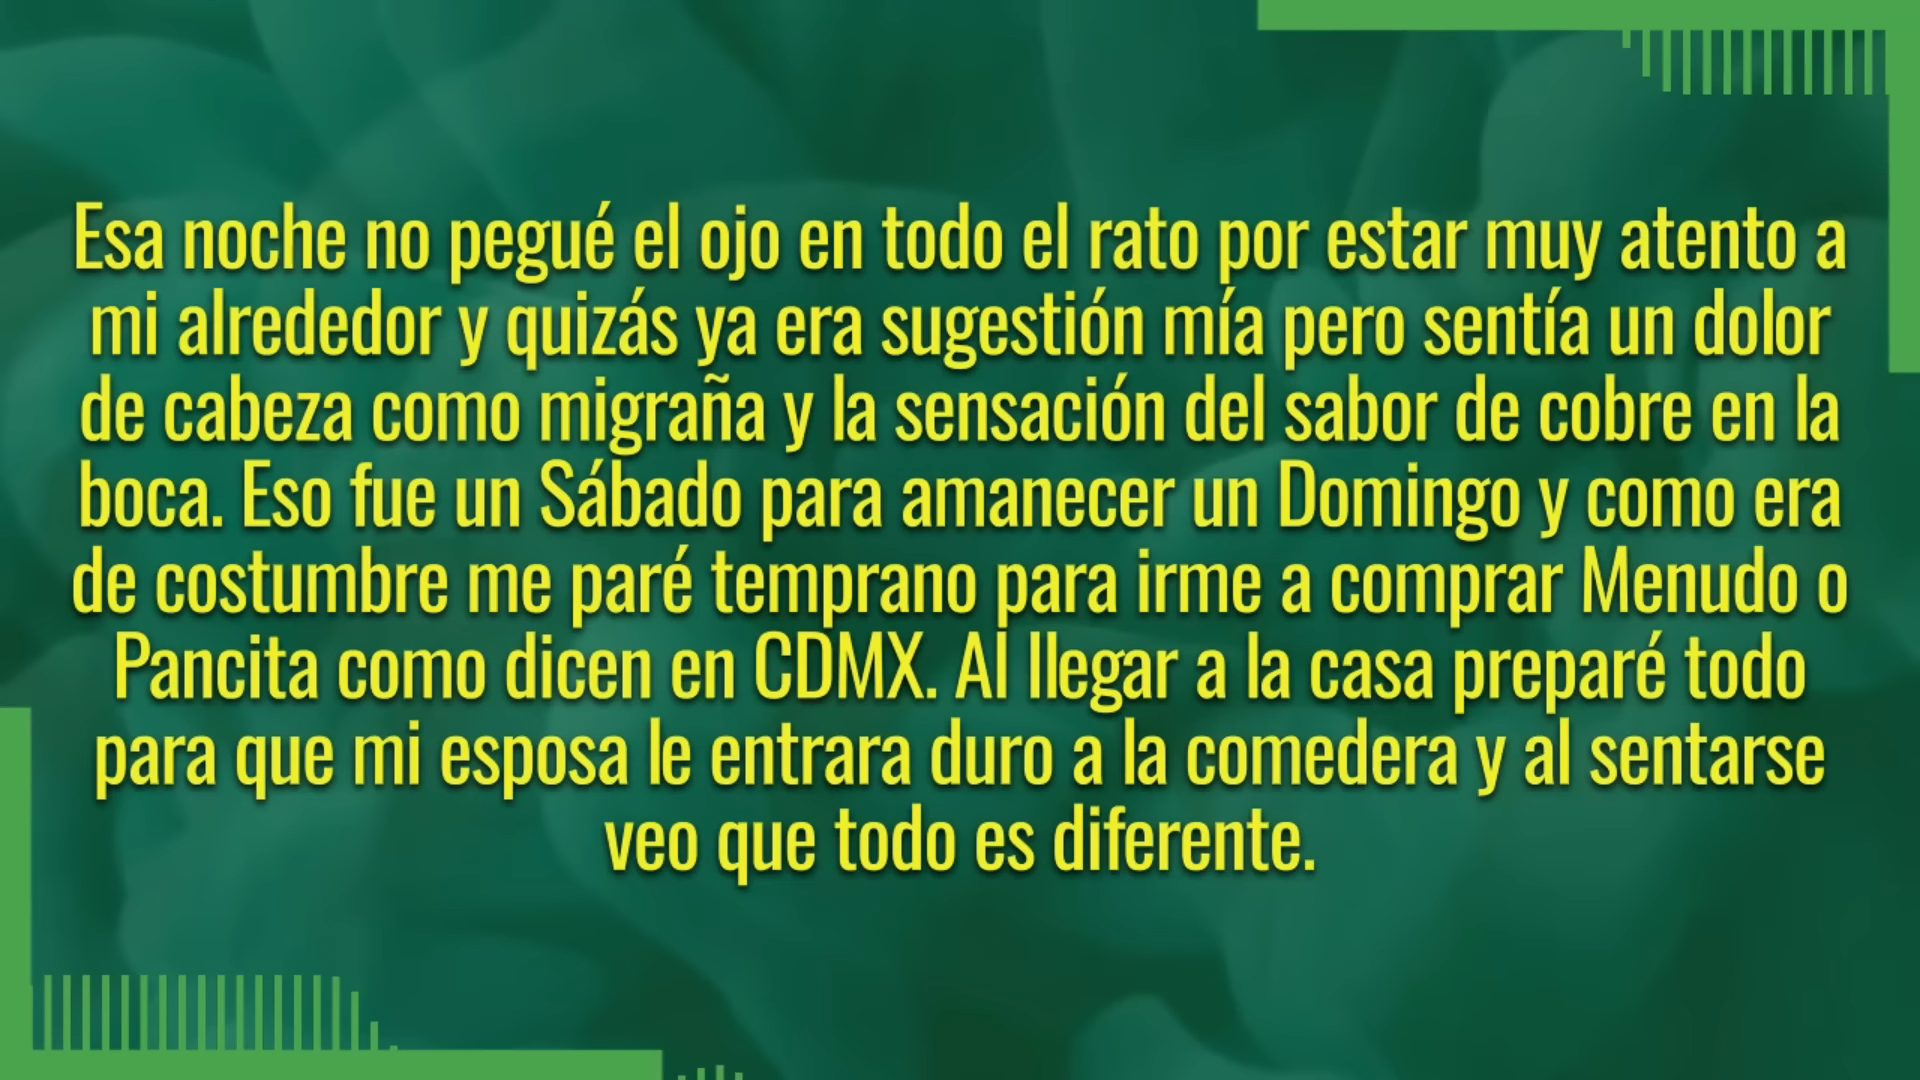 Esa noche no pegué el ojo en todo el rato por estar muy atento a
mi alrededor y quizás ya era sugestión mía pero sentía un dolor
de cabeza como migraña y la sensación del sabor de cobre en la
boca. Eso fue un Sábado para amanecer un Domingo y como era
de costumbre me paré temprano para irme a comprar Menudo o
Pancita como dicen en CDMX. Al llegar a la casa preparé todo
para que mi esposa le entrara duro a la comedera y al sentarse
veo que todo es diferente.